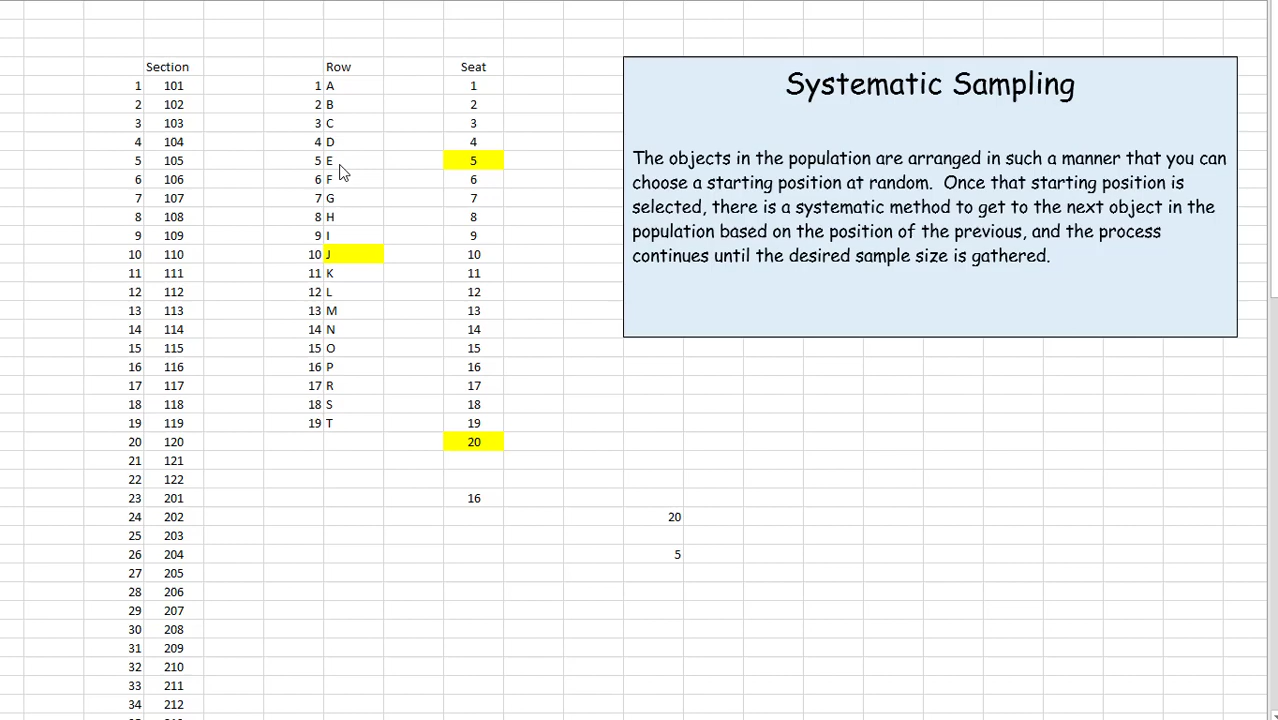 Section Row Seat
1 101 1 A 1
2 102 2 B 2
3 103 3 C 3
4 104 4 D 4
5 105 5 E 5
6 106 6 F 6
7 107 7 G 7
8 108 8 H 8
9 109 9 I 9
10 110 10 J 10
11 111 11 K 11
12 112 12 L 12
13 113 13 M 13
14 114 14 N 14
15 115 15 O 15
16 116 16 P 16
17 117 17 R 17
18 118 18 S 18
19 119 19 T 19
20 120 20
21 121
22 122
23 201 16
24 202 20
25 203
26 204 5
27 205
28 206
29 207
30 208
31 209
32 210
33 211
34 212
Systematic Sampling
The objects in the population are arranged in such a manner that you can
choose a starting position at random. Once that starting position is
selected, there is a systematic method to get to the next object in the
population based on the position of the previous, and the process
continues until the desired sample size is gathered.